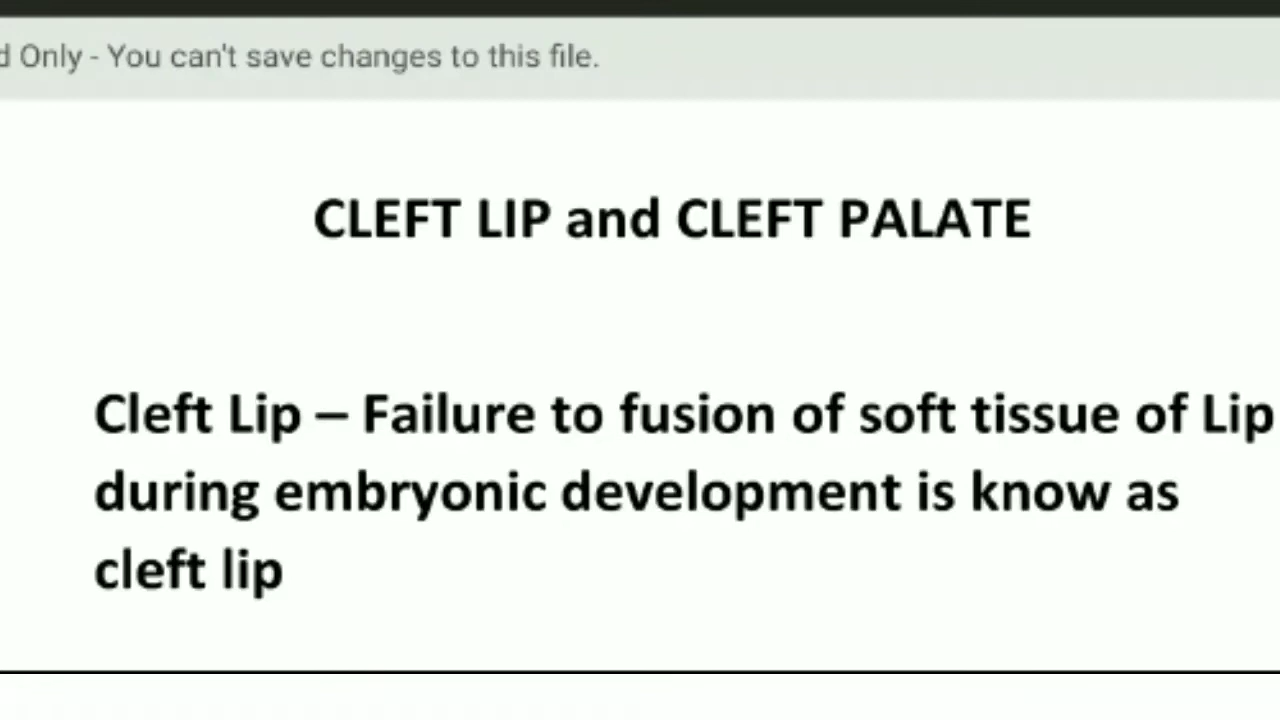 Only - You can't save changes to this file.
CLEFT LIP and CLEFT PALATE
Cleft Lip – Failure to fusion of soft tissue of Lip
during embryonic development is know as
cleft lip